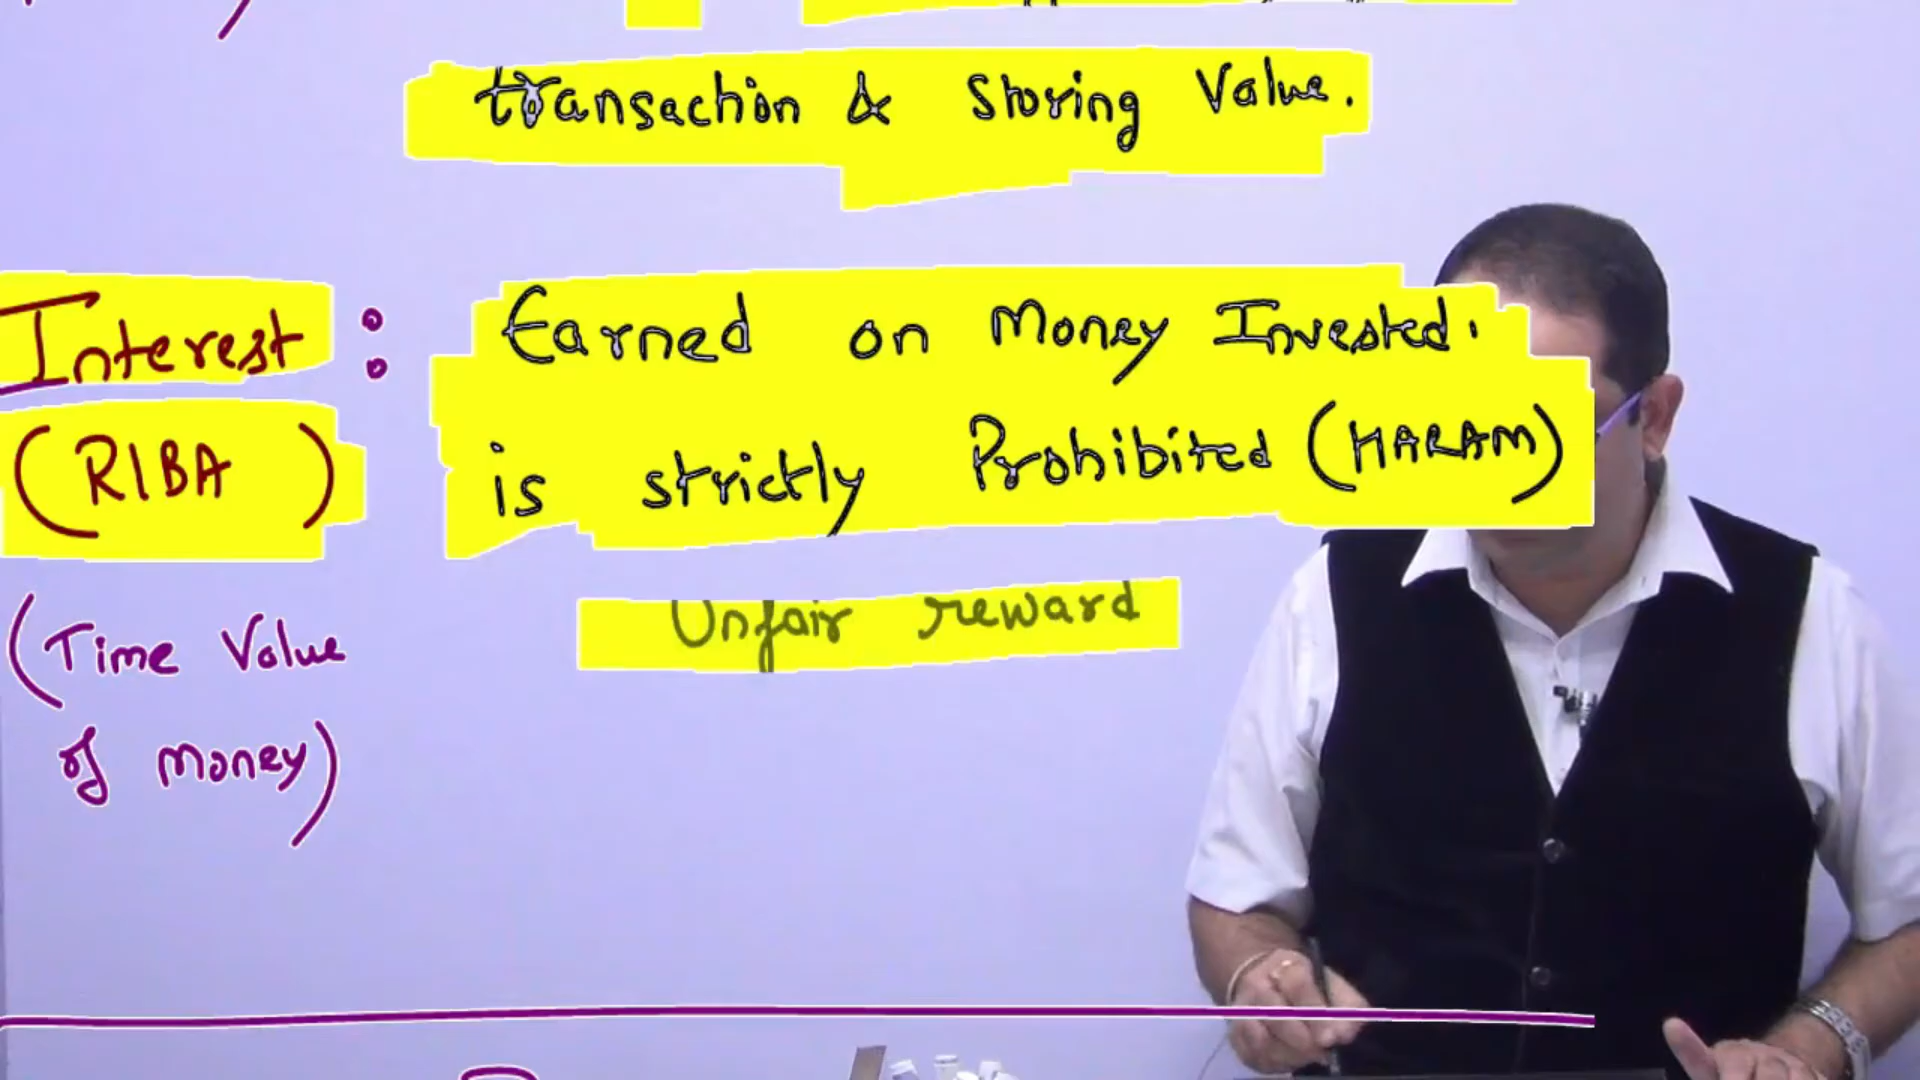 transaction & Storing Value.
Interest : Earned on Money Invested.
(RIBA) is strictly Prohibited (HARAM)
Unfair reward
(Time Value
of Money)